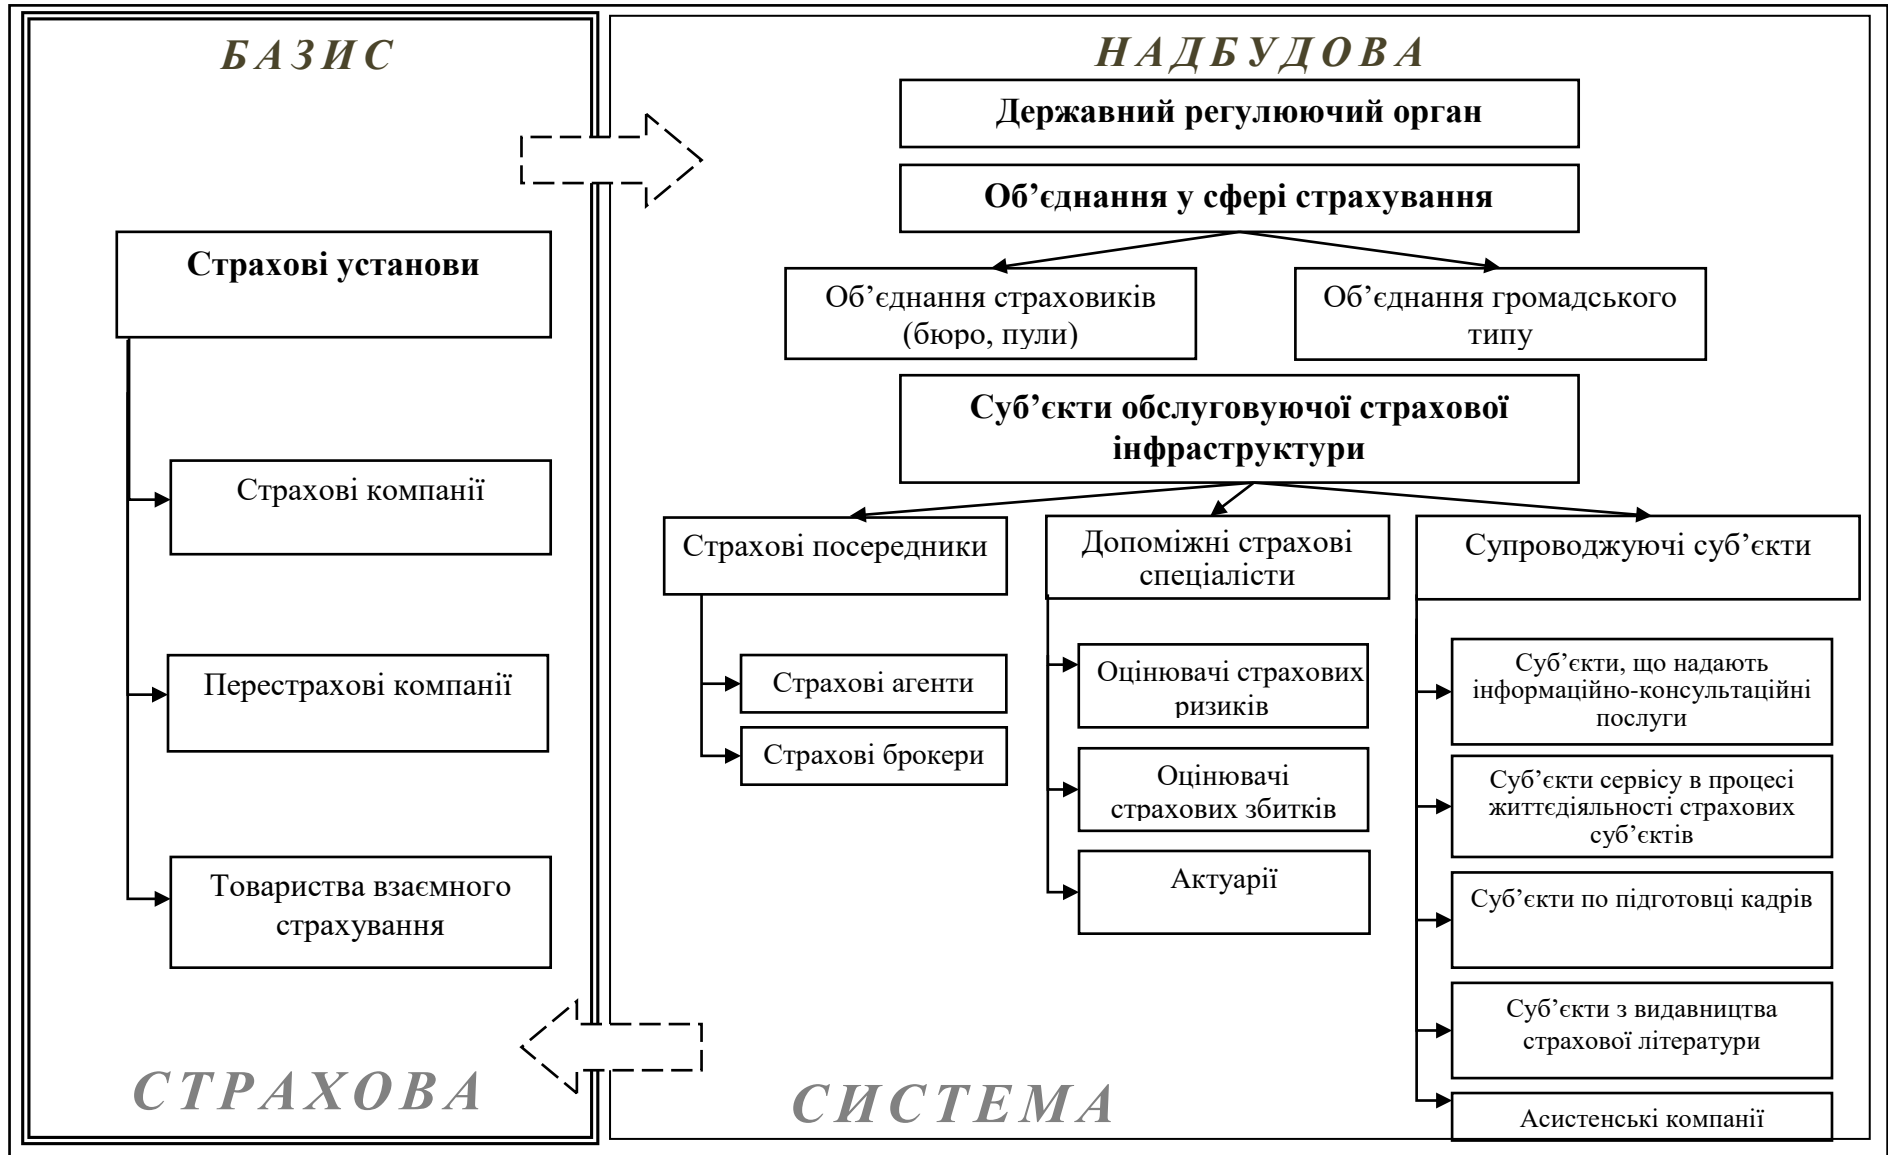 БАЗИС
Страхові установи
Страхові компанії
Перестрахові компанії
Товариства взаємного
страхування
НАДБУДОВА
Державний регулюючий орган
Об’єднання у сфері страхування
Об’єднання страховиків
(бюро, пули)
Об’єднання громадського
типу
Суб’єкти обслуговуючої страхової
інфраструктури
Страхові посередники
Страхові агенти
Страхові брокери
Допоміжні страхові
спеціалісти
Оцінювачі страхових
ризиків
Оцінювачі
страхових збитків
Актуарії
Супроводжуючі суб’єкти
Суб’єкти, що надають
інформаційно-консультаційні
послуги
Суб’єкти сервісу в процесі
життєдіяльності страхових
суб’єктів
Суб’єкти по підготовці кадрів
Суб’єкти з видавництва
страхової літератури
Асистенські компанії
СТРАХОВА
СИСТЕМА